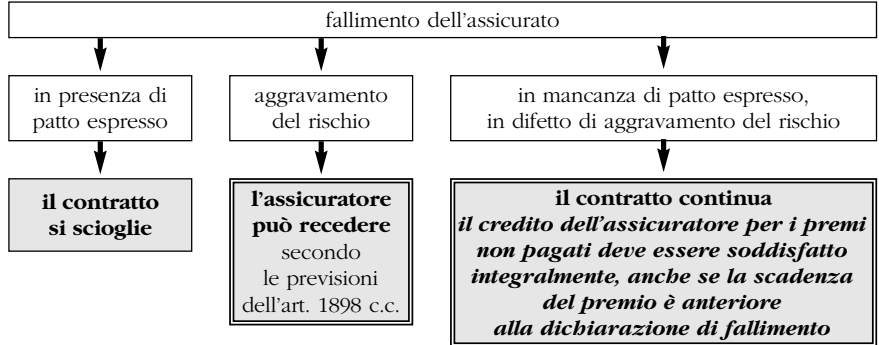 fallimento dell'assicurato
in presenza di
patto espresso
il contratto
si scioglie
aggravamento
del rischio
l'assicuratore
può recedere
secondo
le previsioni
dell'art. 1898 c.c.
in mancanza di patto espresso,
in difetto di aggravamento del rischio
il contratto continua
il credito dell'assicuratore per i premi
non pagati deve essere soddisfatto
integralmente, anche se la scadenza
del premio è anteriore
alla dichiarazione di fallimento